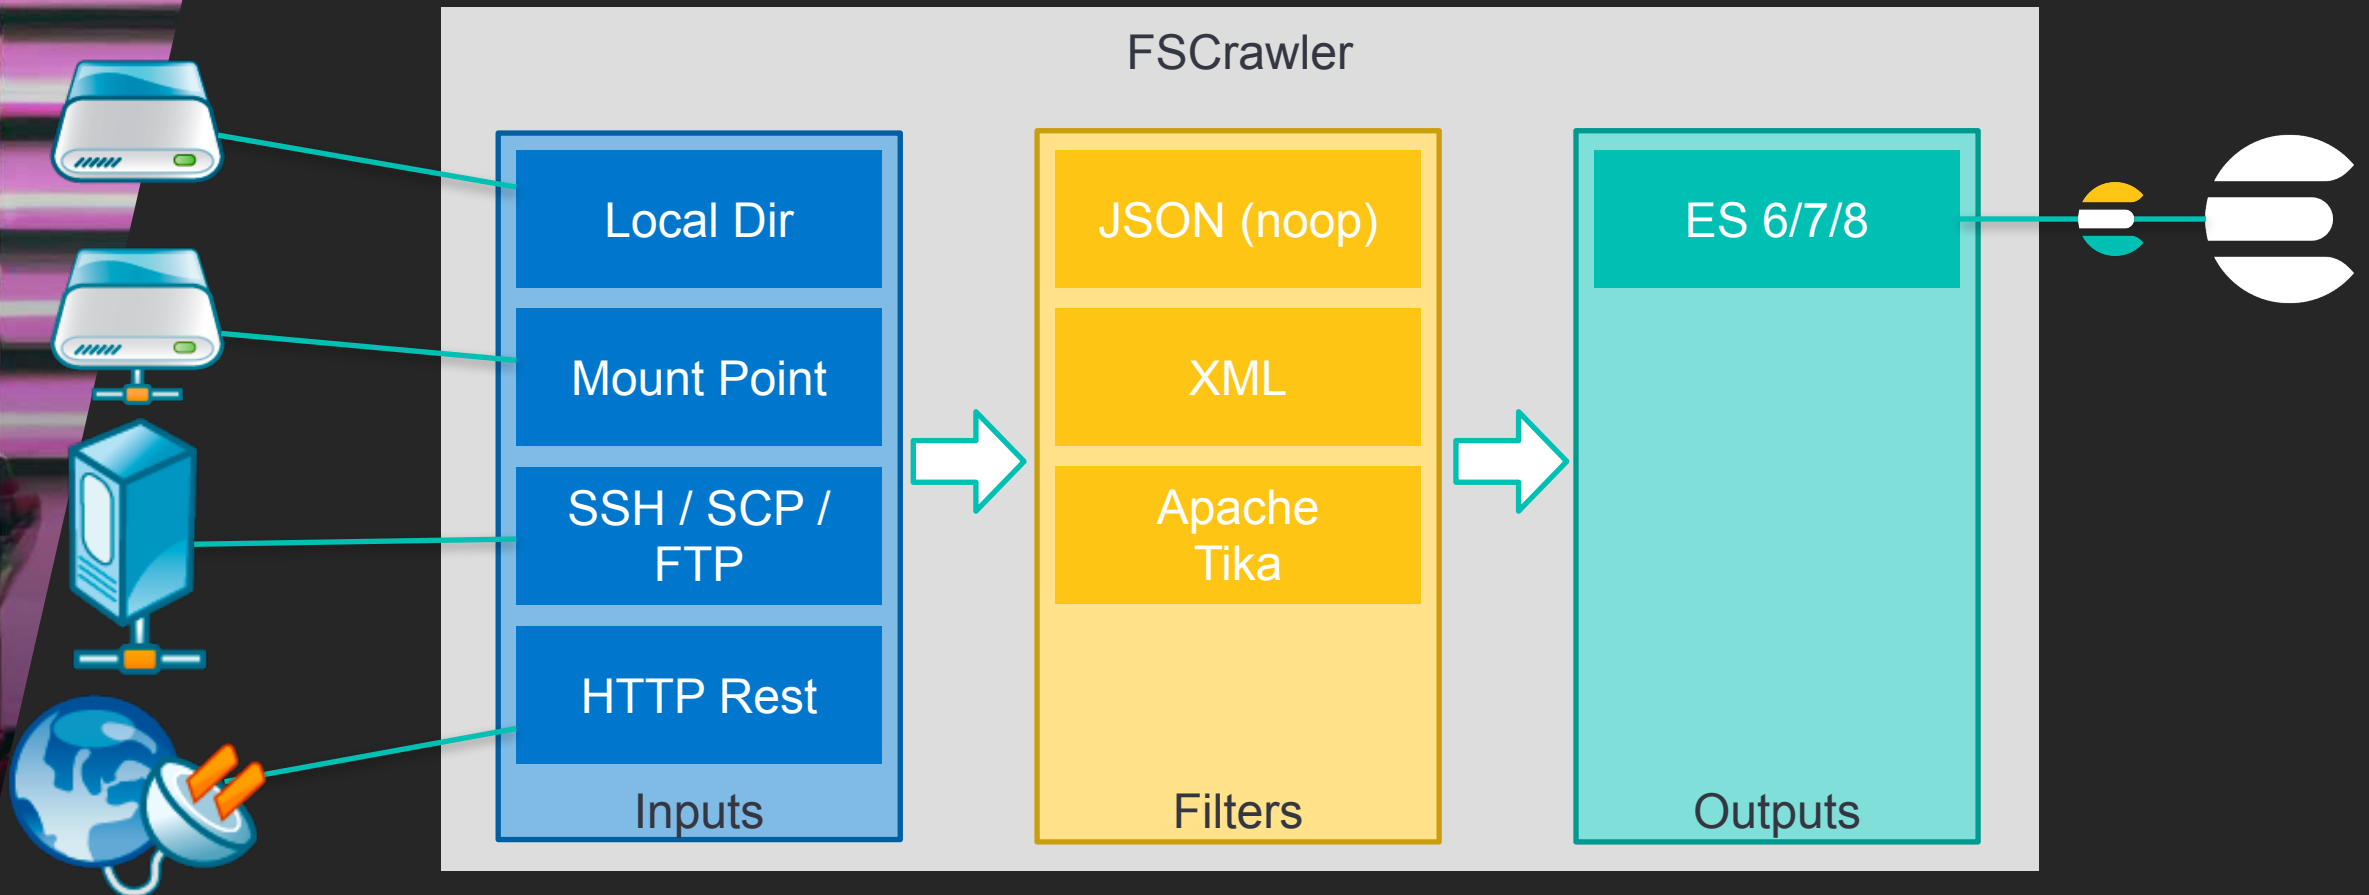 FSCrawler
Local Dir
Mount Point
SSH / SCP /
FTP
HTTP Rest
Inputs
JSON (noop)
XML
Apache
Tika
Filters
ES 6/7/8
Outputs